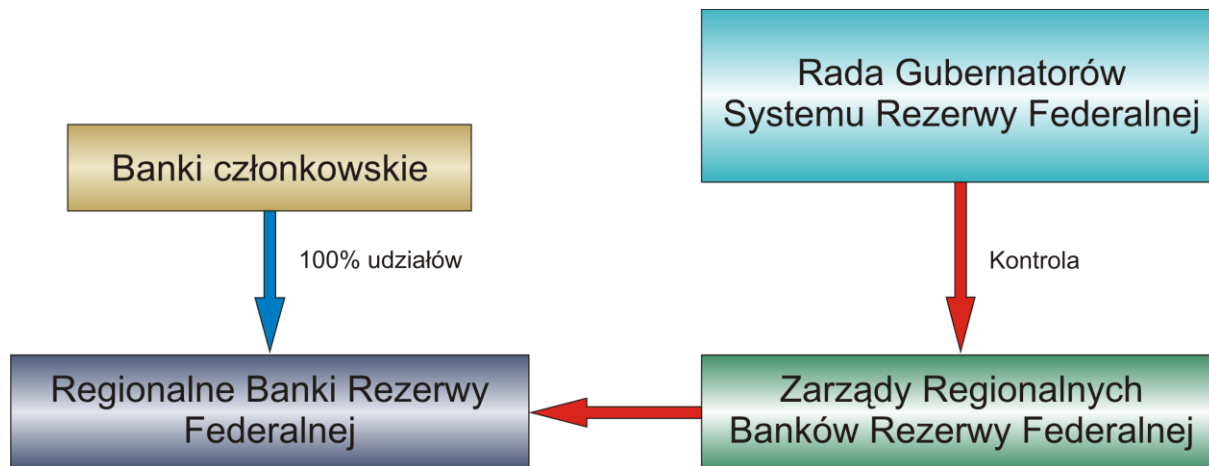 Rada Gubernatorów
Systemu Rezerwy Federalnej
Banki członkowskie
100% udziałów
Kontrola
Regionalne Banki Rezerwy
Federalnej
Zarządy Regionalnych
Banków Rezerwy Federalnej